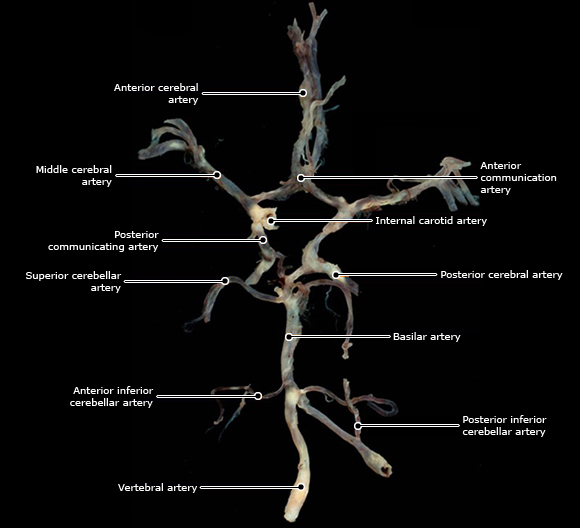 Anterior cerebral
artery
Middle cerebral
artery
Anterior
communication
artery
Internal carotid artery
Posterior
communicating artery
Superior cerebellar
artery
Posterior cerebral artery
Basilar artery
Anterior inferior
cerebellar artery
Posterior inferior
cerebellar artery
Vertebral artery